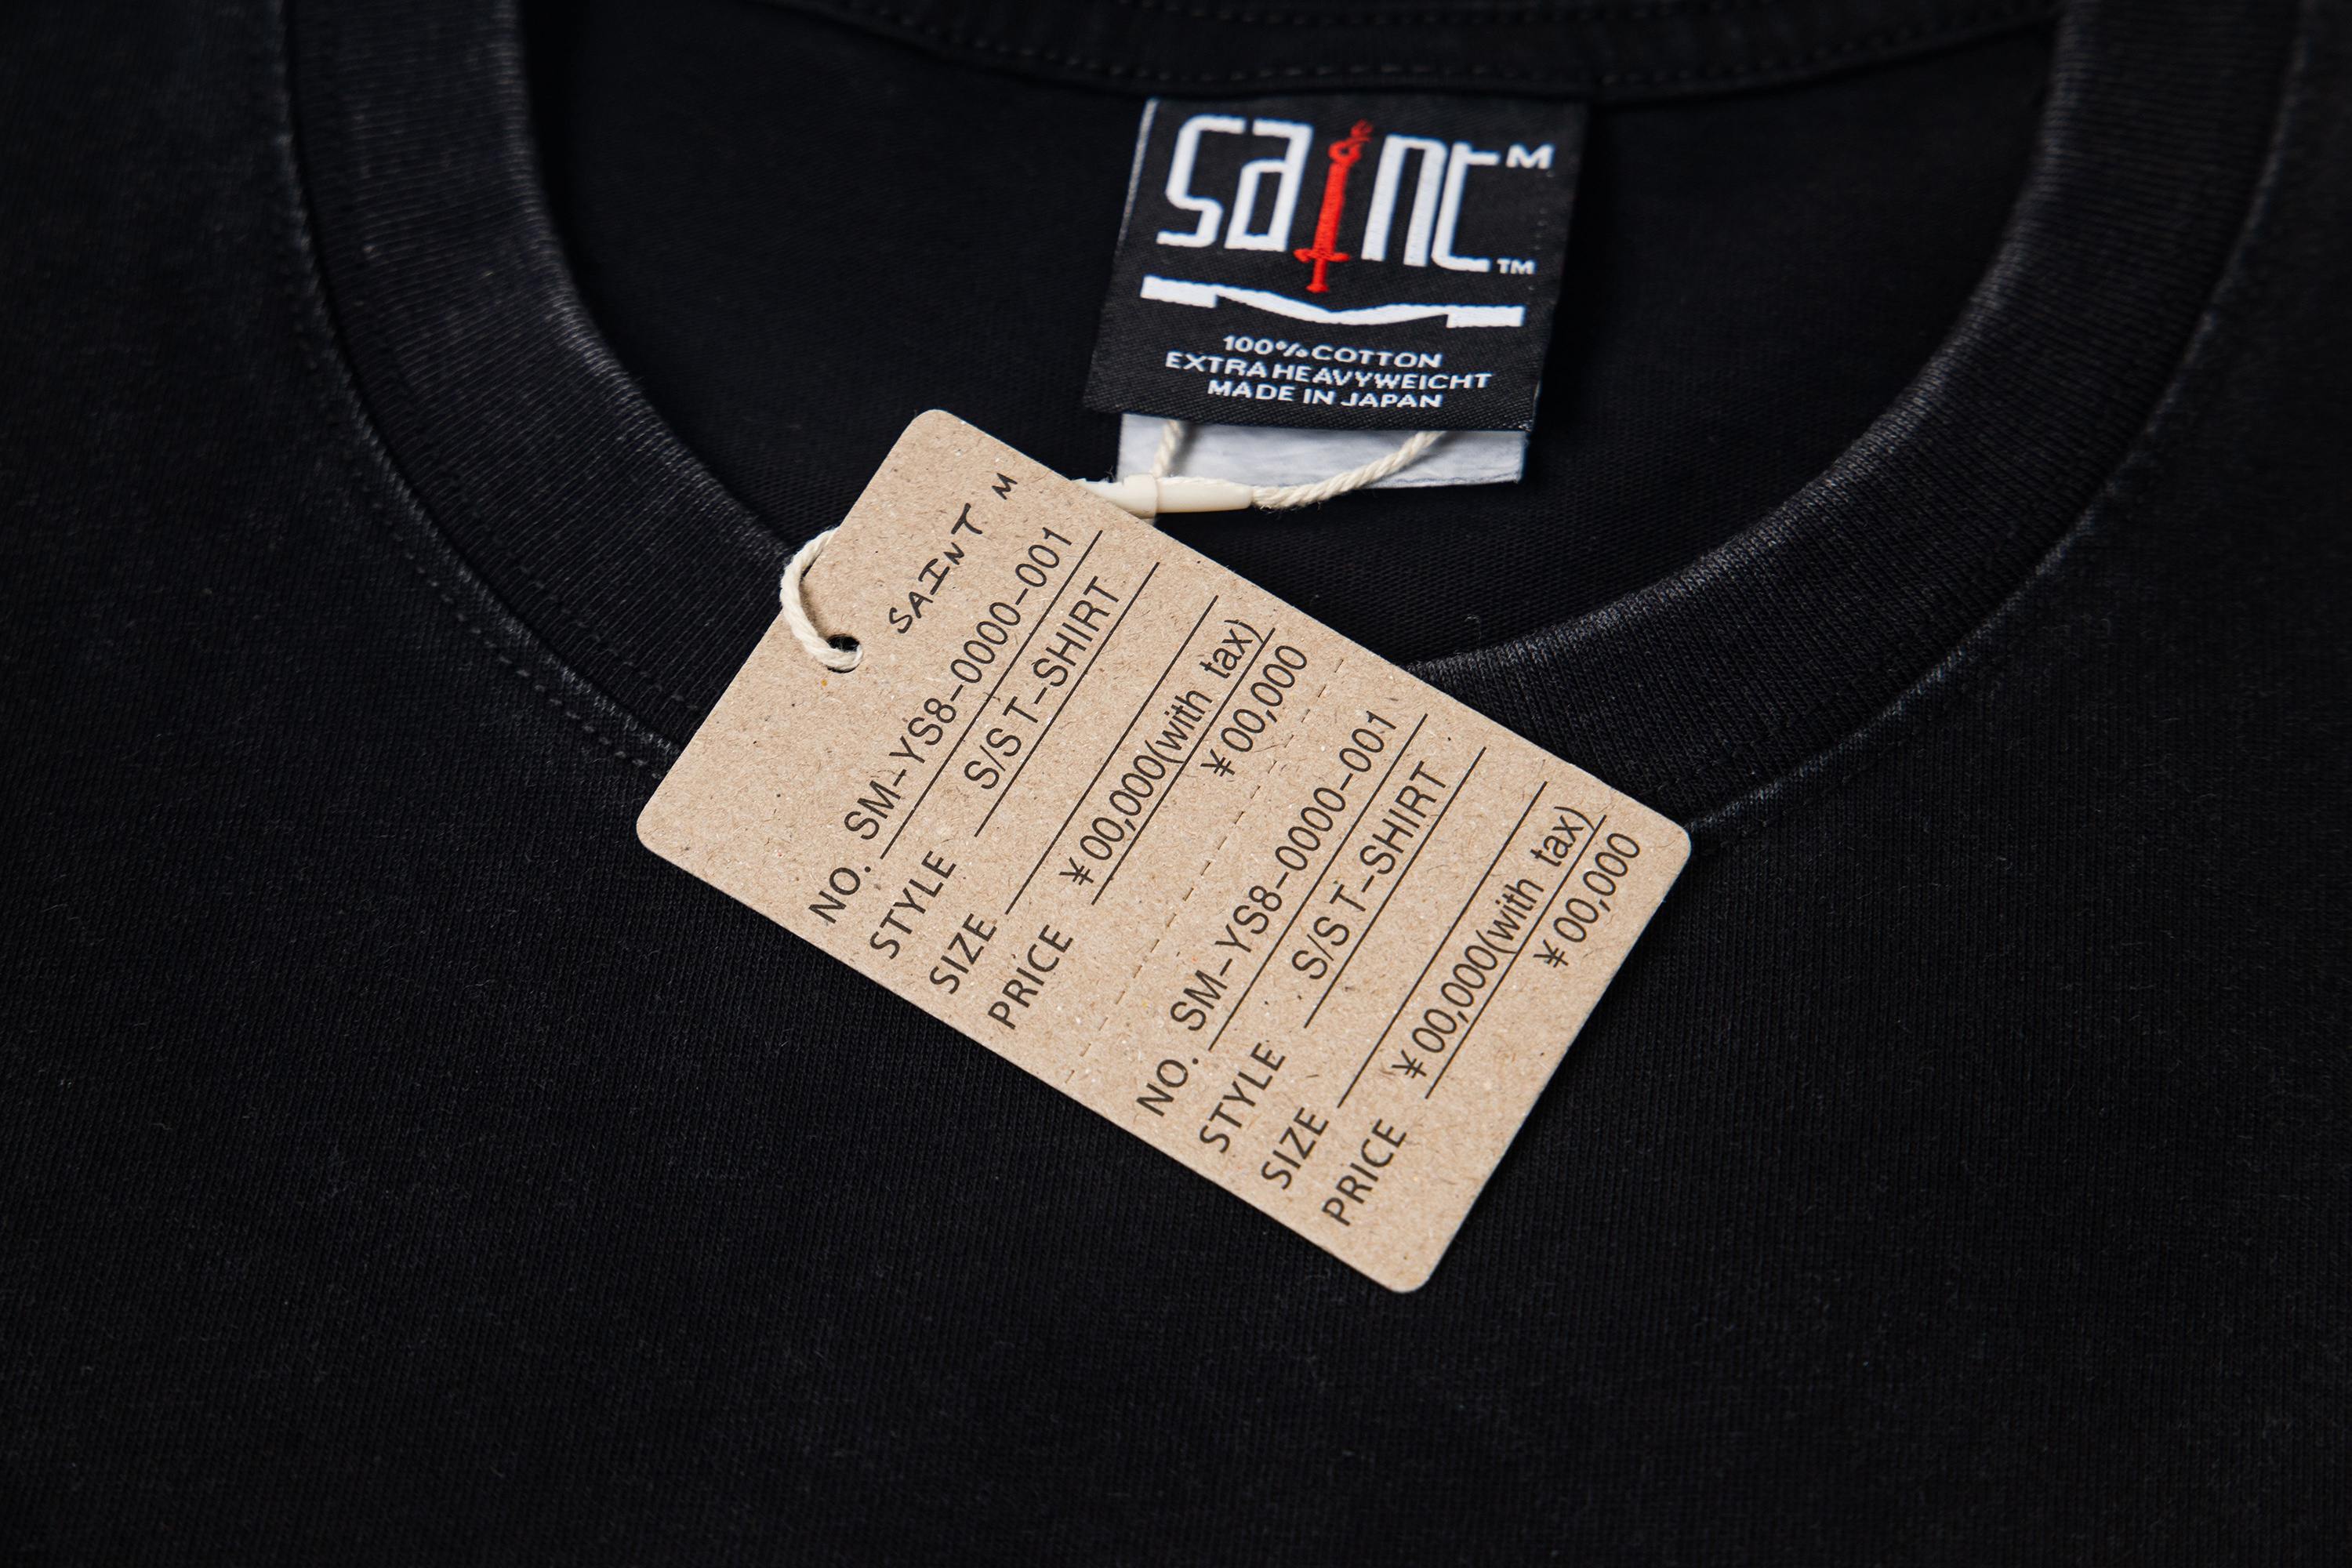 saint M
TM
100% COTTON
EXTRA HEAVYWEIGHT
MADE IN JAPAN
SAINT M
NO. SM-YS8-0000-001
STYLE S/S T-SHIRT
SIZE
PRICE ¥00,000(with tax)
¥00,000
NO. SM-YS8-0000-001
STYLE S/S T-SHIRT
SIZE
PRICE ¥00,000(with tax)
¥00,000